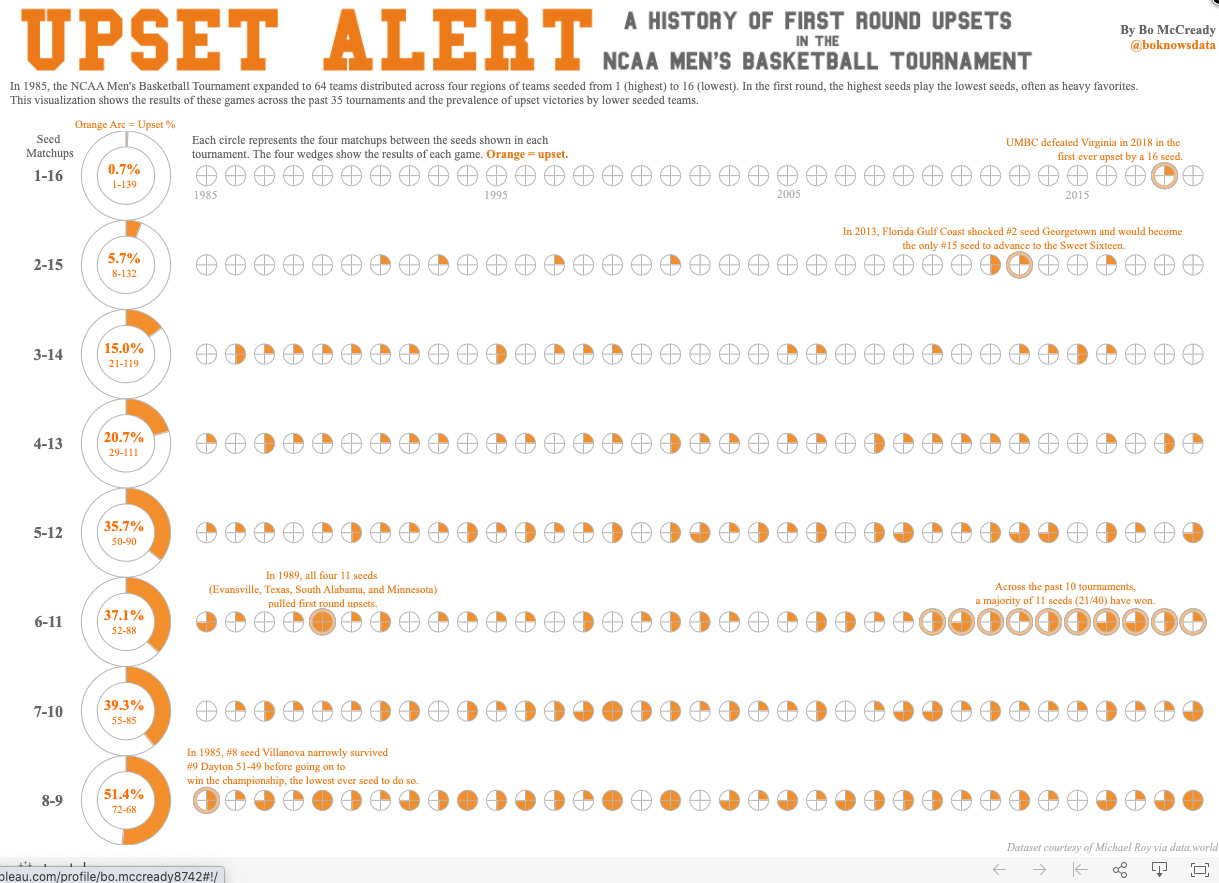 UPSET ALERT
A HISTORY OF FIRST ROUND UPSETS
IN THE
NCAA MEN'S BASKETBALL TOURNAMENT
By Bo McCready
@boknowsdata
In 1985, the NCAA Men's Basketball Tournament expanded to 64 teams distributed across four regions of teams seeded from 1 (highest) to 16 (lowest). In the first round, the highest seeds play the lowest seeds, often as heavy favorites.
This visualization shows the results of these games across the past 35 tournaments and the prevalence of upset victories by lower seeded teams.
Orange Arc = Upset %
Seed
Matchups
Each circle represents the four matchups between the seeds shown in each
tournament. The four wedges show the results of each game. Orange = upset.
UMBC defeated Virginia in 2018 in the
first ever upset by a 16 seed.
1-16
0.7%
1-139
1985
1995
2005
2015
In 2013, Florida Gulf Coast shocked #2 seed Georgetown and would become
the only #15 seed to advance to the Sweet Sixteen.
2-15
5.7%
8-132
3-14
15.0%
21-119
4-13
20.7%
29-111
5-12
35.7%
50-90
In 1989, all four 11 seeds
(Evansville, Texas, South Alabama, and Minnesota)
pulled first round upsets.
Across the past 10 tournaments,
a majority of 11 seeds (21/40) have won.
6-11
37.1%
52-88
7-10
39.3%
55-85
In 1985, #8 seed Villanova narrowly survived
#9 Dayton 51-49 before going on to
win the championship, the lowest ever seed to do so.
8-9
51.4%
72-68
Dataset courtesy of Michael Roy via data.world
bleau.com/profile/bo.mccready8742#!/